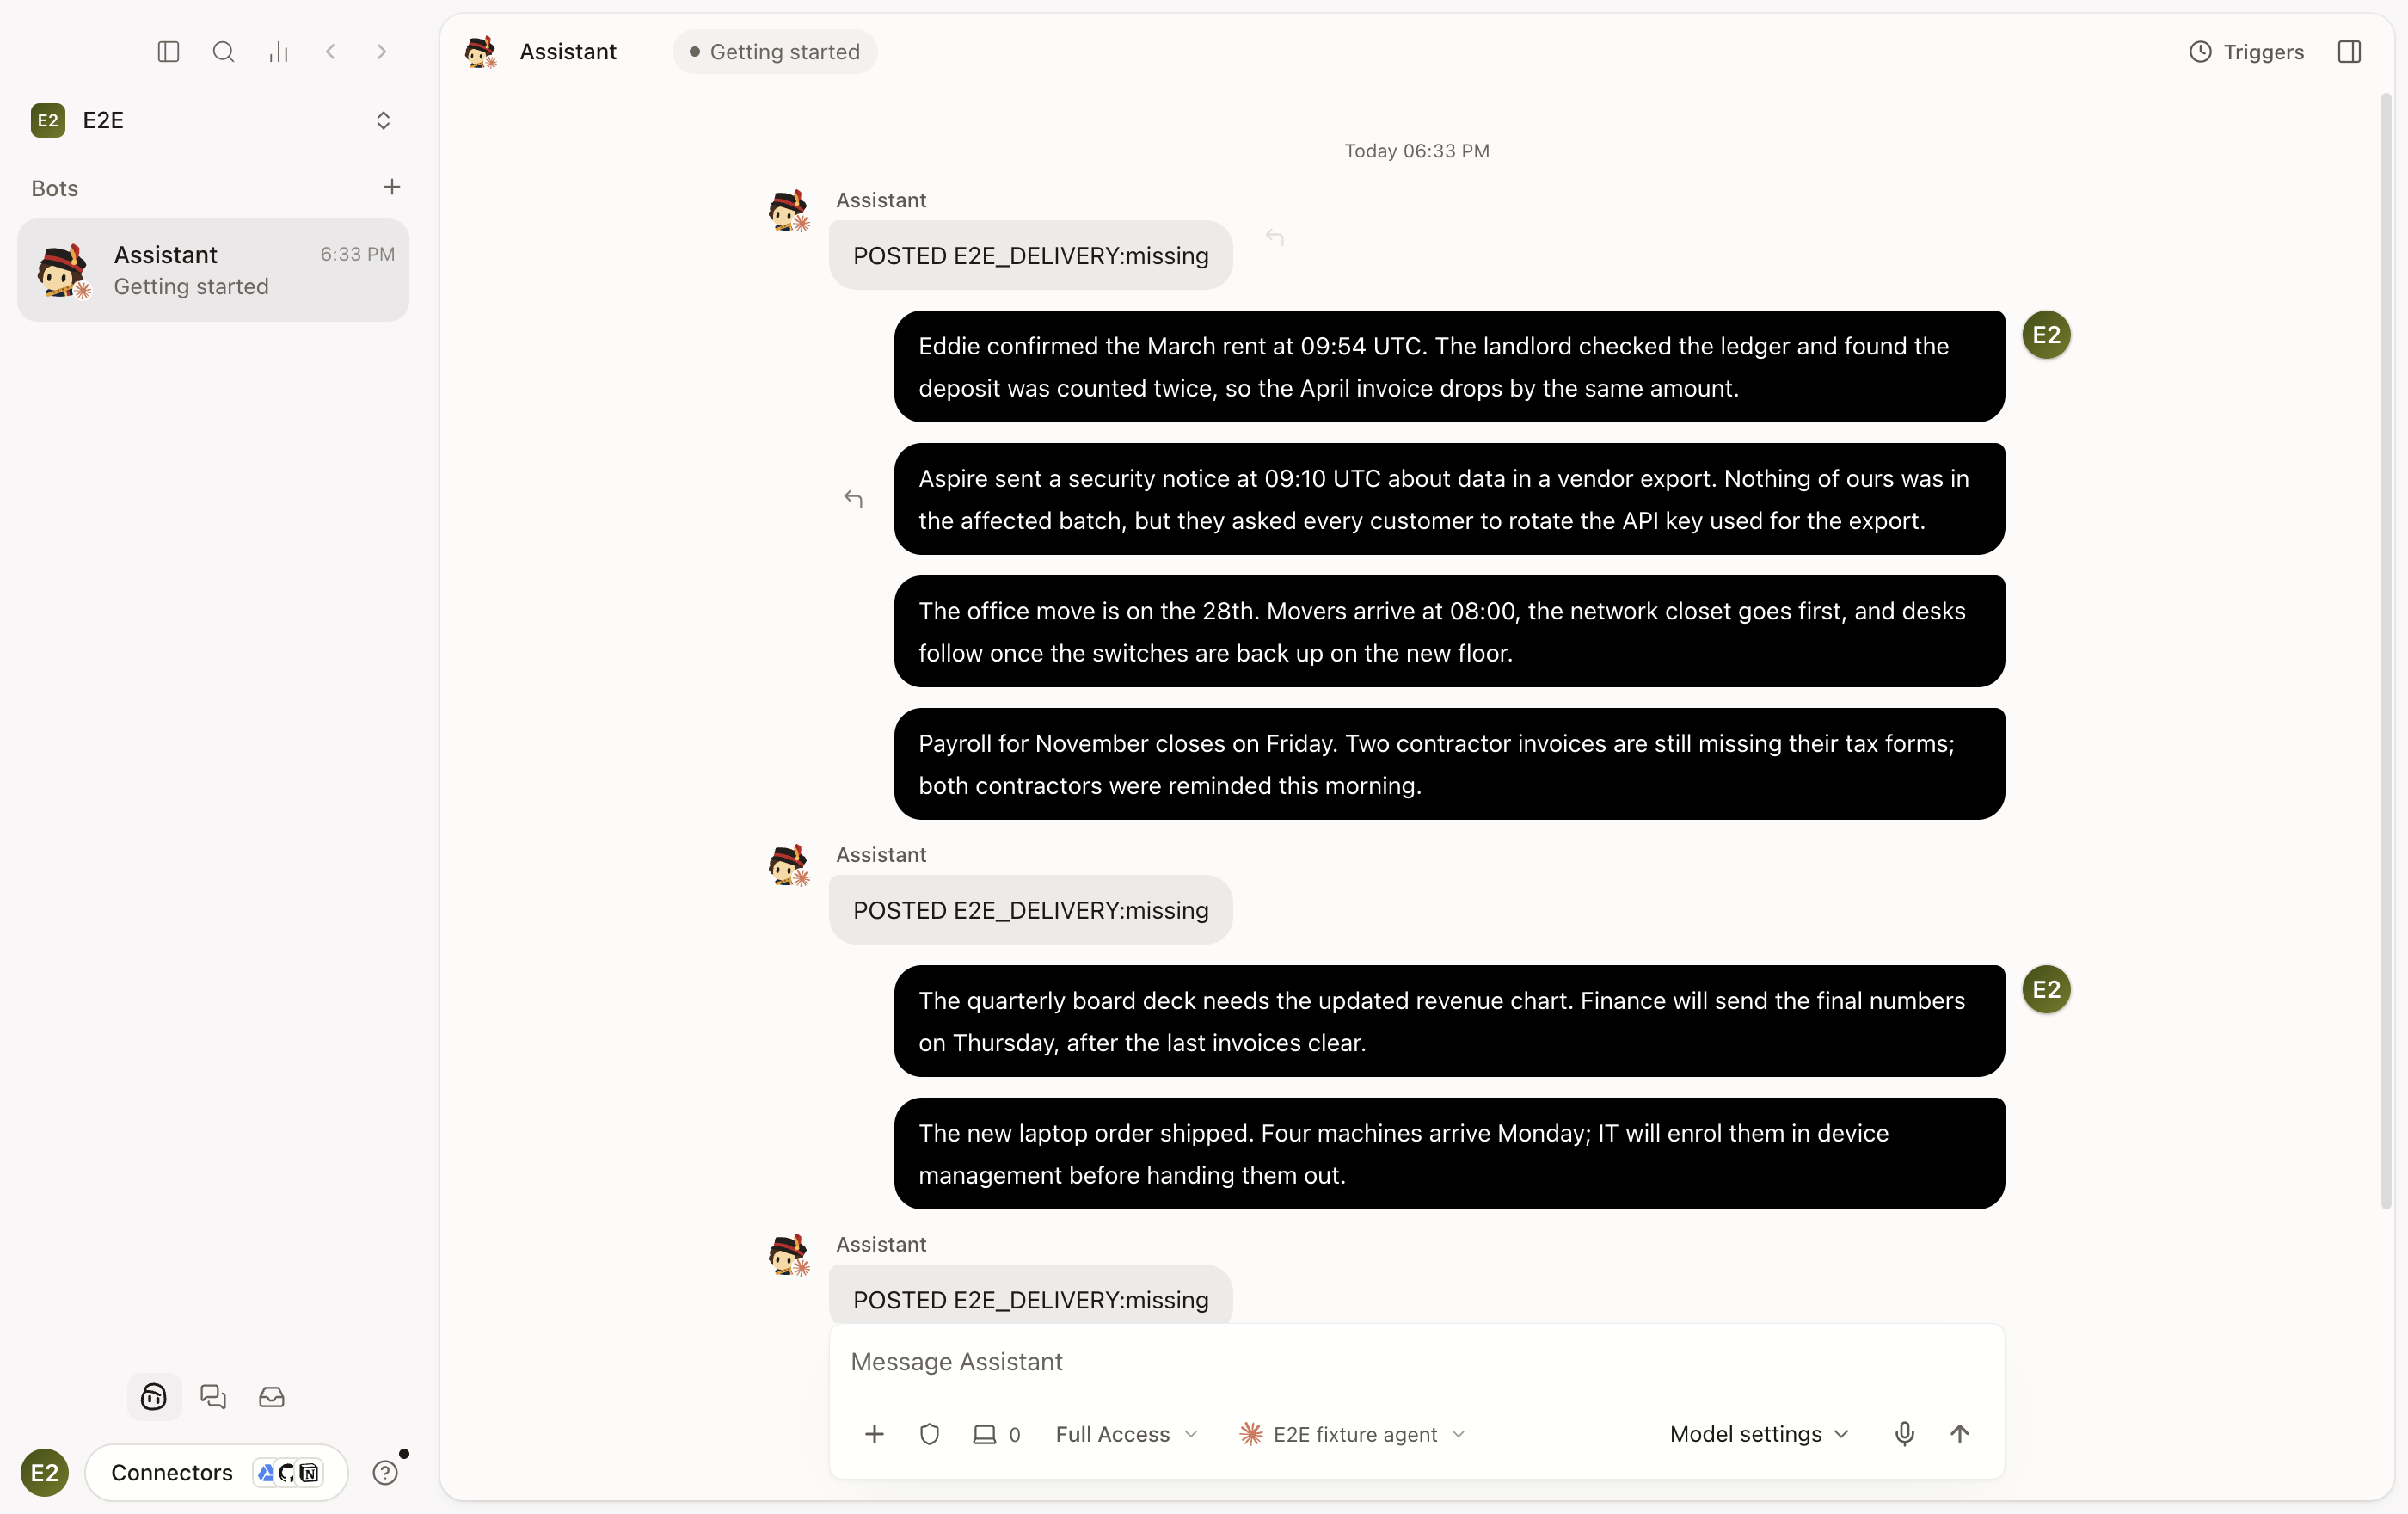 Assistant
Getting started
Triggers
E2
E2E
Bots
Assistant
6:33 PM
Getting started
Today 06:33 PM
Assistant
POSTED E2E_DELIVERY:missing
Eddie confirmed the March rent at 09:54 UTC. The landlord checked the ledger and found the
deposit was counted twice, so the April invoice drops by the same amount.
E2
Aspire sent a security notice at 09:10 UTC about data in a vendor export. Nothing of ours was in
the affected batch, but they asked every customer to rotate the API key used for the export.
The office move is on the 28th. Movers arrive at 08:00, the network closet goes first, and desks
follow once the switches are back up on the new floor.
Payroll for November closes on Friday. Two contractor invoices are still missing their tax forms;
both contractors were reminded this morning.
Assistant
POSTED E2E_DELIVERY:missing
The quarterly board deck needs the updated revenue chart. Finance will send the final numbers
on Thursday, after the last invoices clear.
E2
The new laptop order shipped. Four machines arrive Monday; IT will enrol them in device
management before handing them out.
Assistant
POSTED E2E_DELIVERY:missing
Message Assistant
0
Full Access
E2E fixture agent
Model settings
E2
Connectors